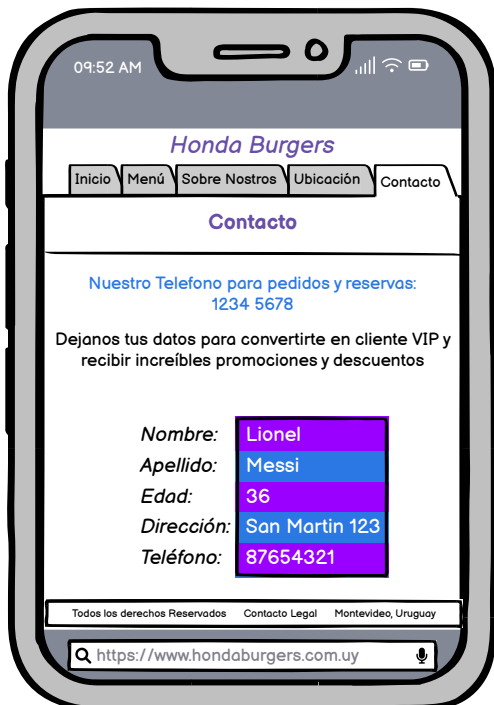 09:52 AM
Honda Burgers
Inicio Menú Sobre Nostros Ubicación Contacto
Contacto
Nuestro Telefono para pedidos y reservas:
1234 5678
Dejanos tus datos para convertirte en cliente VIP y
recibir increíbles promociones y descuentos
Nombre: Lionel
Apellido: Messi
Edad: 36
Dirección: San Martin 123
Teléfono: 87654321
Todos los derechos Reservados Contacto Legal Montevideo, Uruguay
https://www.hondaburgers.com.uy